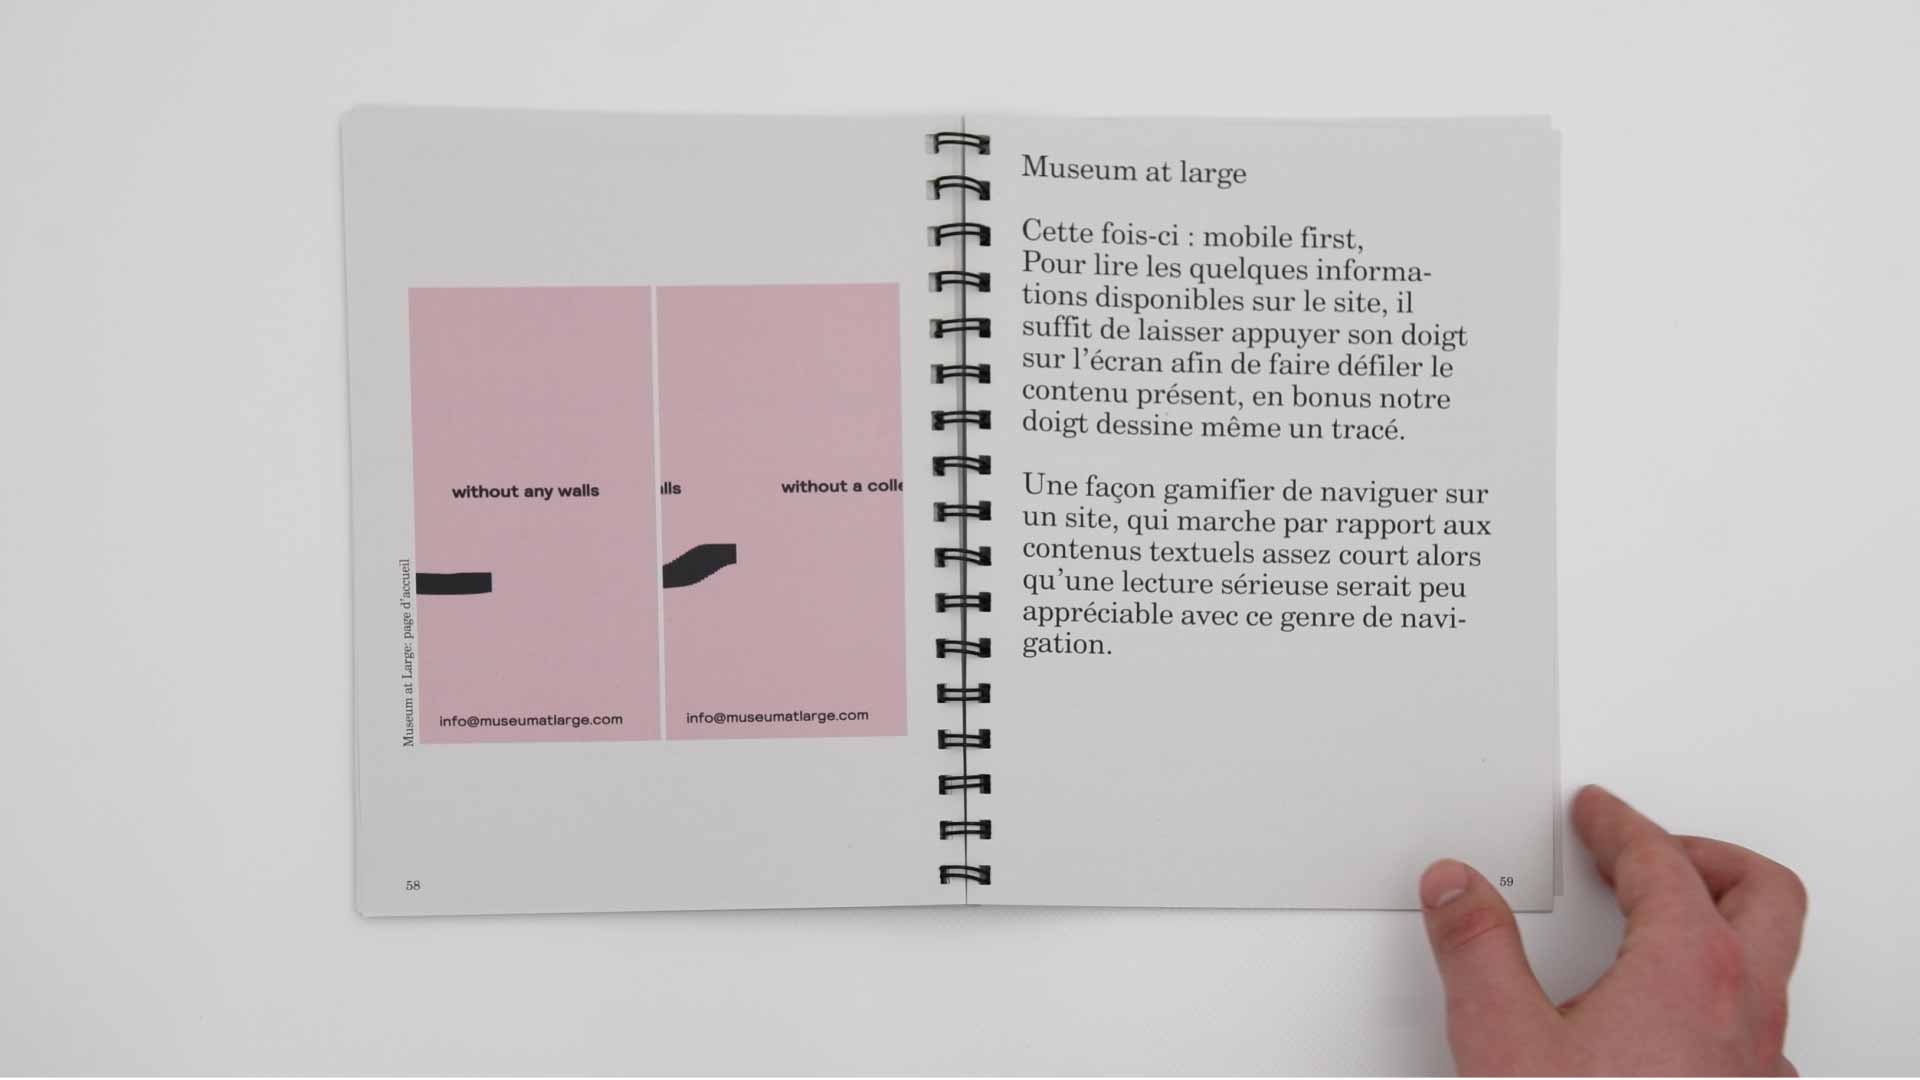 without any walls
info@museumatlarge.com
lls
without a colle
info@museumatlarge.com
Museum at Large: page d'accueil
58
Museum at large
Cette fois-ci : mobile first,
Pour lire les quelques informa-
tions disponibles sur le site, il
suffit de laisser appuyer son doigt
sur l'écran afin de faire défiler le
contenu présent, en bonus notre
doigt dessine même un tracé.
Une façon gamifier de naviguer sur
un site, qui marche par rapport aux
contenus textuels assez court alors
qu'une lecture sérieuse serait peu
appréciable avec ce genre de navi-
gation.
59